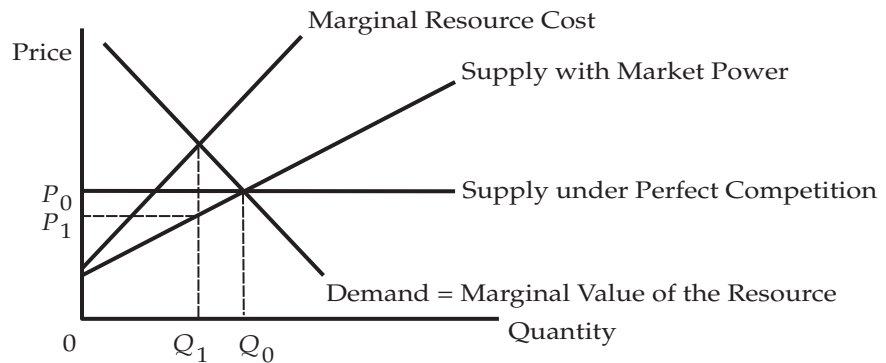 Marginal Resource Cost
Price
Supply with Market Power
P0
Supply under Perfect Competition
P1
Demand = Marginal Value of the Resource
Quantity
0
Q1
Q0